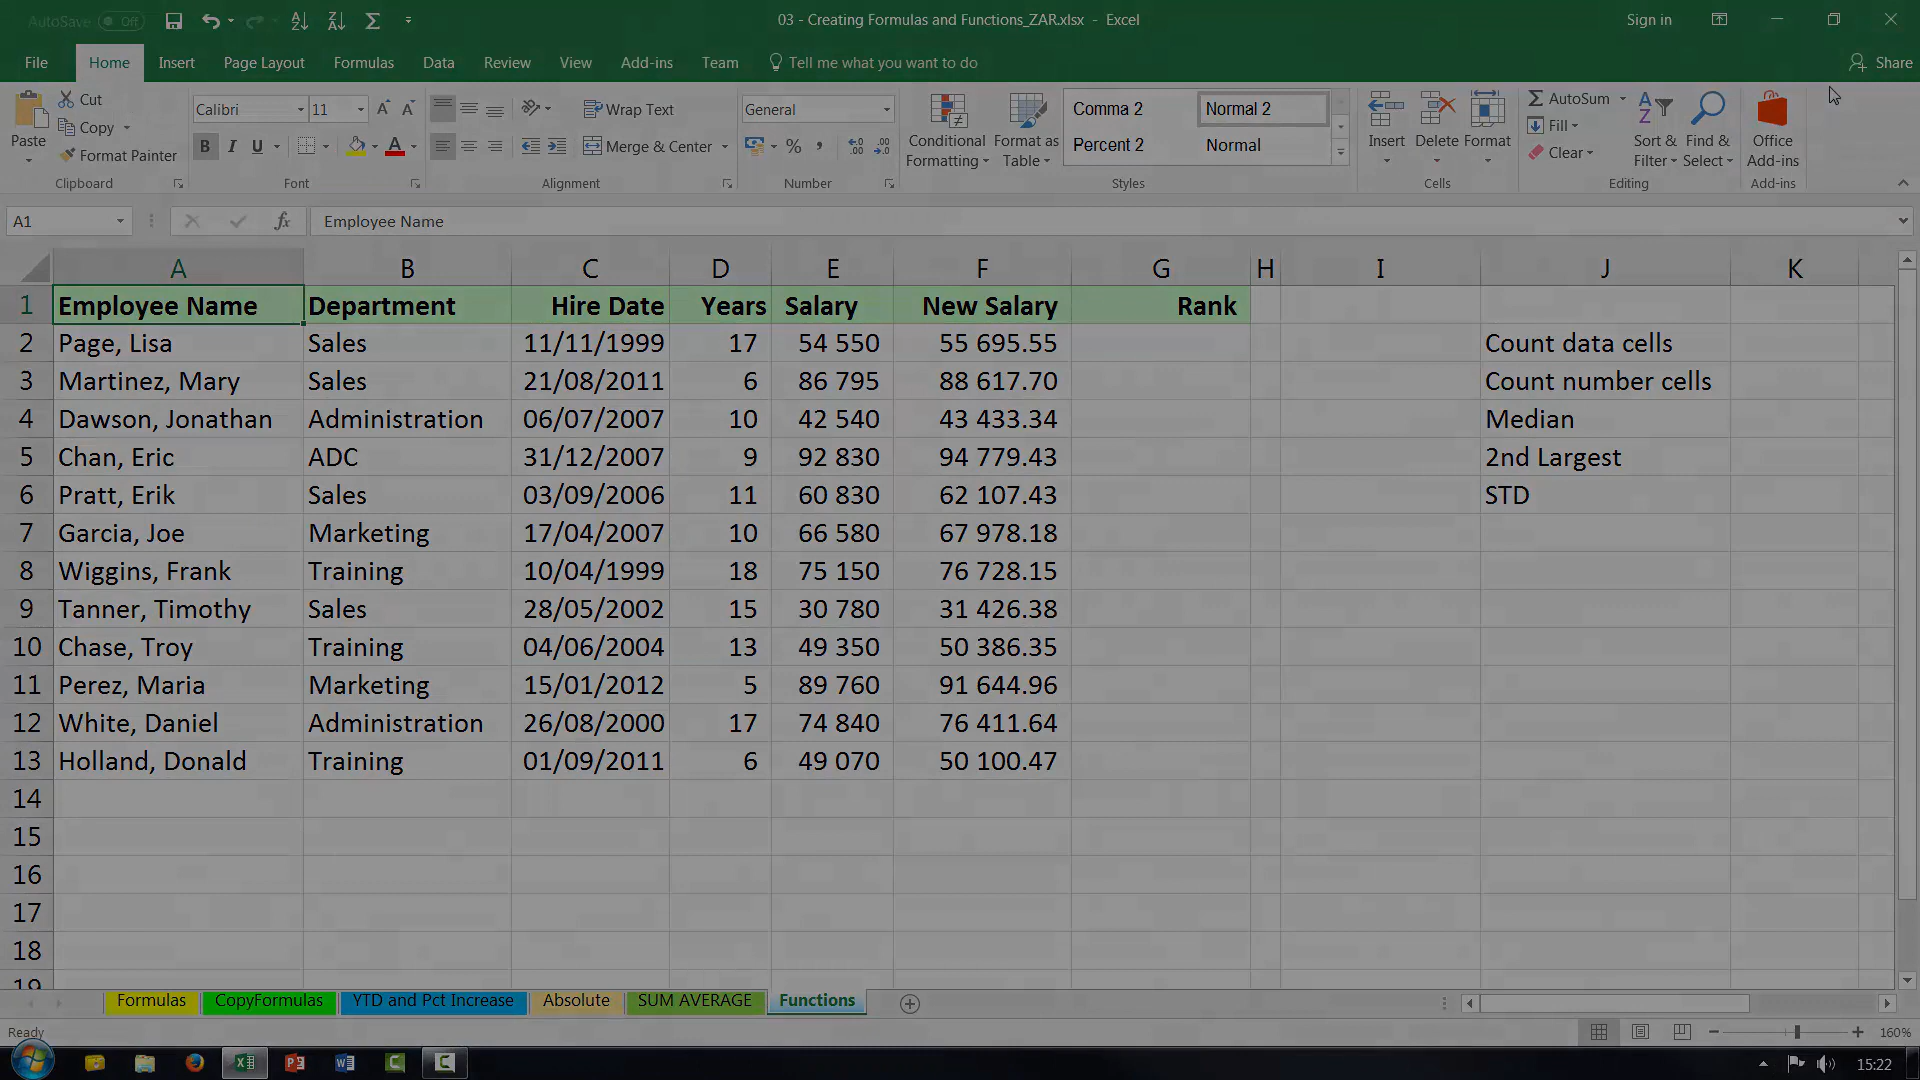 AutoSave Off
03 - Creating Formulas and Functions_ZAR.xlsx - Excel
Sign in
File Home Insert Page Layout Formulas Data Review View Add-ins Team Tell me what you want to do Share
Paste
Cut
Copy
Format Painter
Clipboard
Calibri 11
B I U
Font
Wrap Text
Merge & Center
Alignment
General
%
Number
Conditional Formatting
Format as Table
Comma 2 Normal 2
Percent 2 Normal
Styles
Insert Delete Format
Cells
AutoSum
Fill
Clear
Sort & Filter
Find & Select
Editing
Office Add-ins
Add-ins
A1 fx Employee Name
A B C D E F G H I J K
1 Employee Name Department Hire Date Years Salary New Salary Rank
2 Page, Lisa Sales 11/11/1999 17 54 550 55 695.55 Count data cells
3 Martinez, Mary Sales 21/08/2011 6 86 795 88 617.70 Count number cells
4 Dawson, Jonathan Administration 06/07/2007 10 42 540 43 433.34 Median
5 Chan, Eric ADC 31/12/2007 9 92 830 94 779.43 2nd Largest
6 Pratt, Erik Sales 03/09/2006 11 60 830 62 107.43 STD
7 Garcia, Joe Marketing 17/04/2007 10 66 580 67 978.18
8 Wiggins, Frank Training 10/04/1999 18 75 150 76 728.15
9 Tanner, Timothy Sales 28/05/2002 15 30 780 31 426.38
10 Chase, Troy Training 04/06/2004 13 49 350 50 386.35
11 Perez, Maria Marketing 15/01/2012 5 89 760 91 644.96
12 White, Daniel Administration 26/08/2000 17 74 840 76 411.64
13 Holland, Donald Training 01/09/2011 6 49 070 50 100.47
14
15
16
17
18
19
Formulas CopyFormulas YTD and Pct Increase Absolute SUM AVERAGE Functions
Ready
160%
15:22